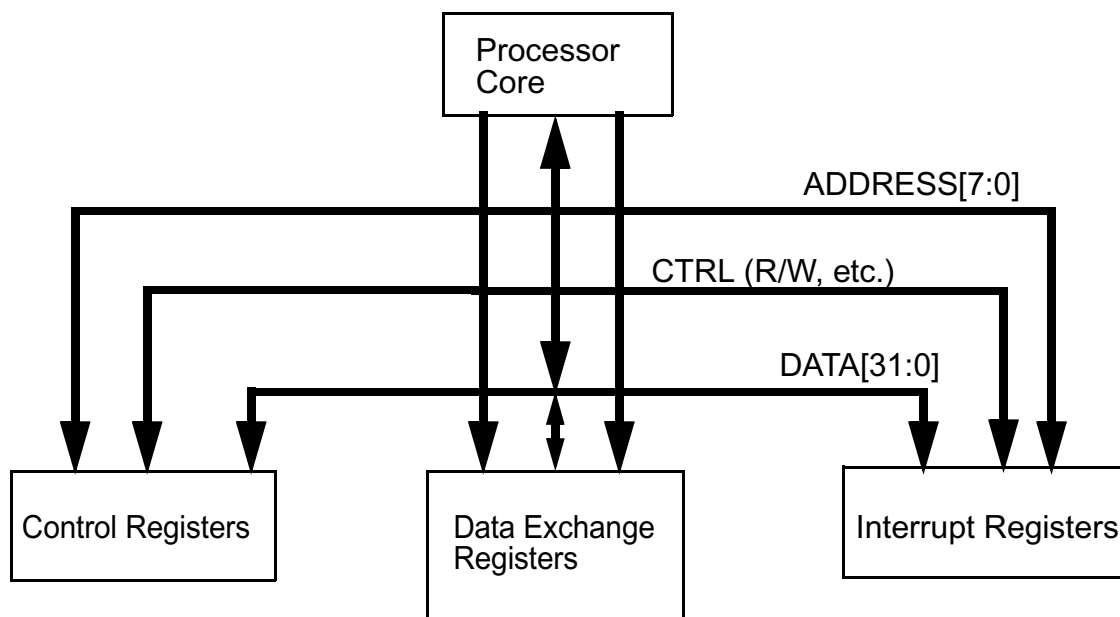 Processor
Core
ADDRESS[7:0]
CTRL (R/W, etc.)
DATA[31:0]
Control Registers
Data Exchange
Registers
Interrupt Registers